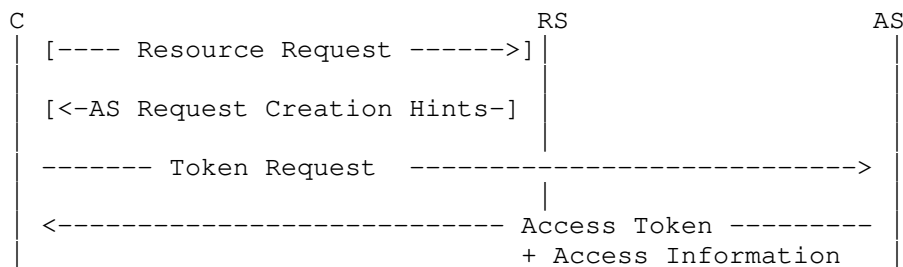 C RS AS
[---- Resource Request ------>]
[<-AS Request Creation Hints-]
------- Token Request ---------------------------->
<--------------------------- Access Token ---------
+ Access Information